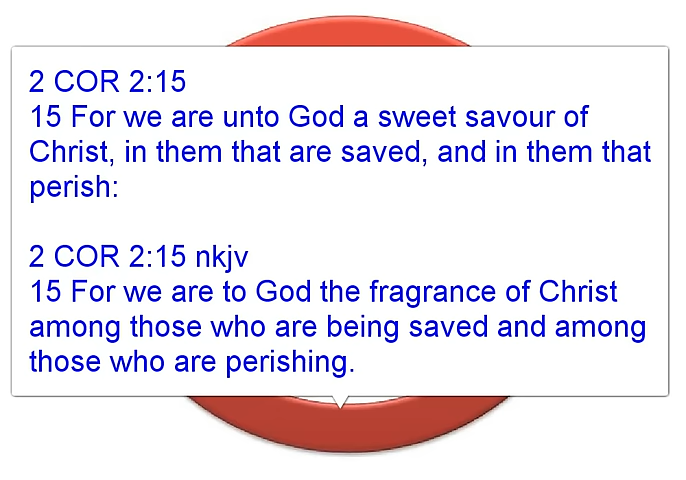 2 COR 2:15
15 For we are unto God a sweet savour of
Christ, in them that are saved, and in them that
perish:
2 COR 2:15 nkjv
15 For we are to God the fragrance of Christ
among those who are being saved and among
those who are perishing.